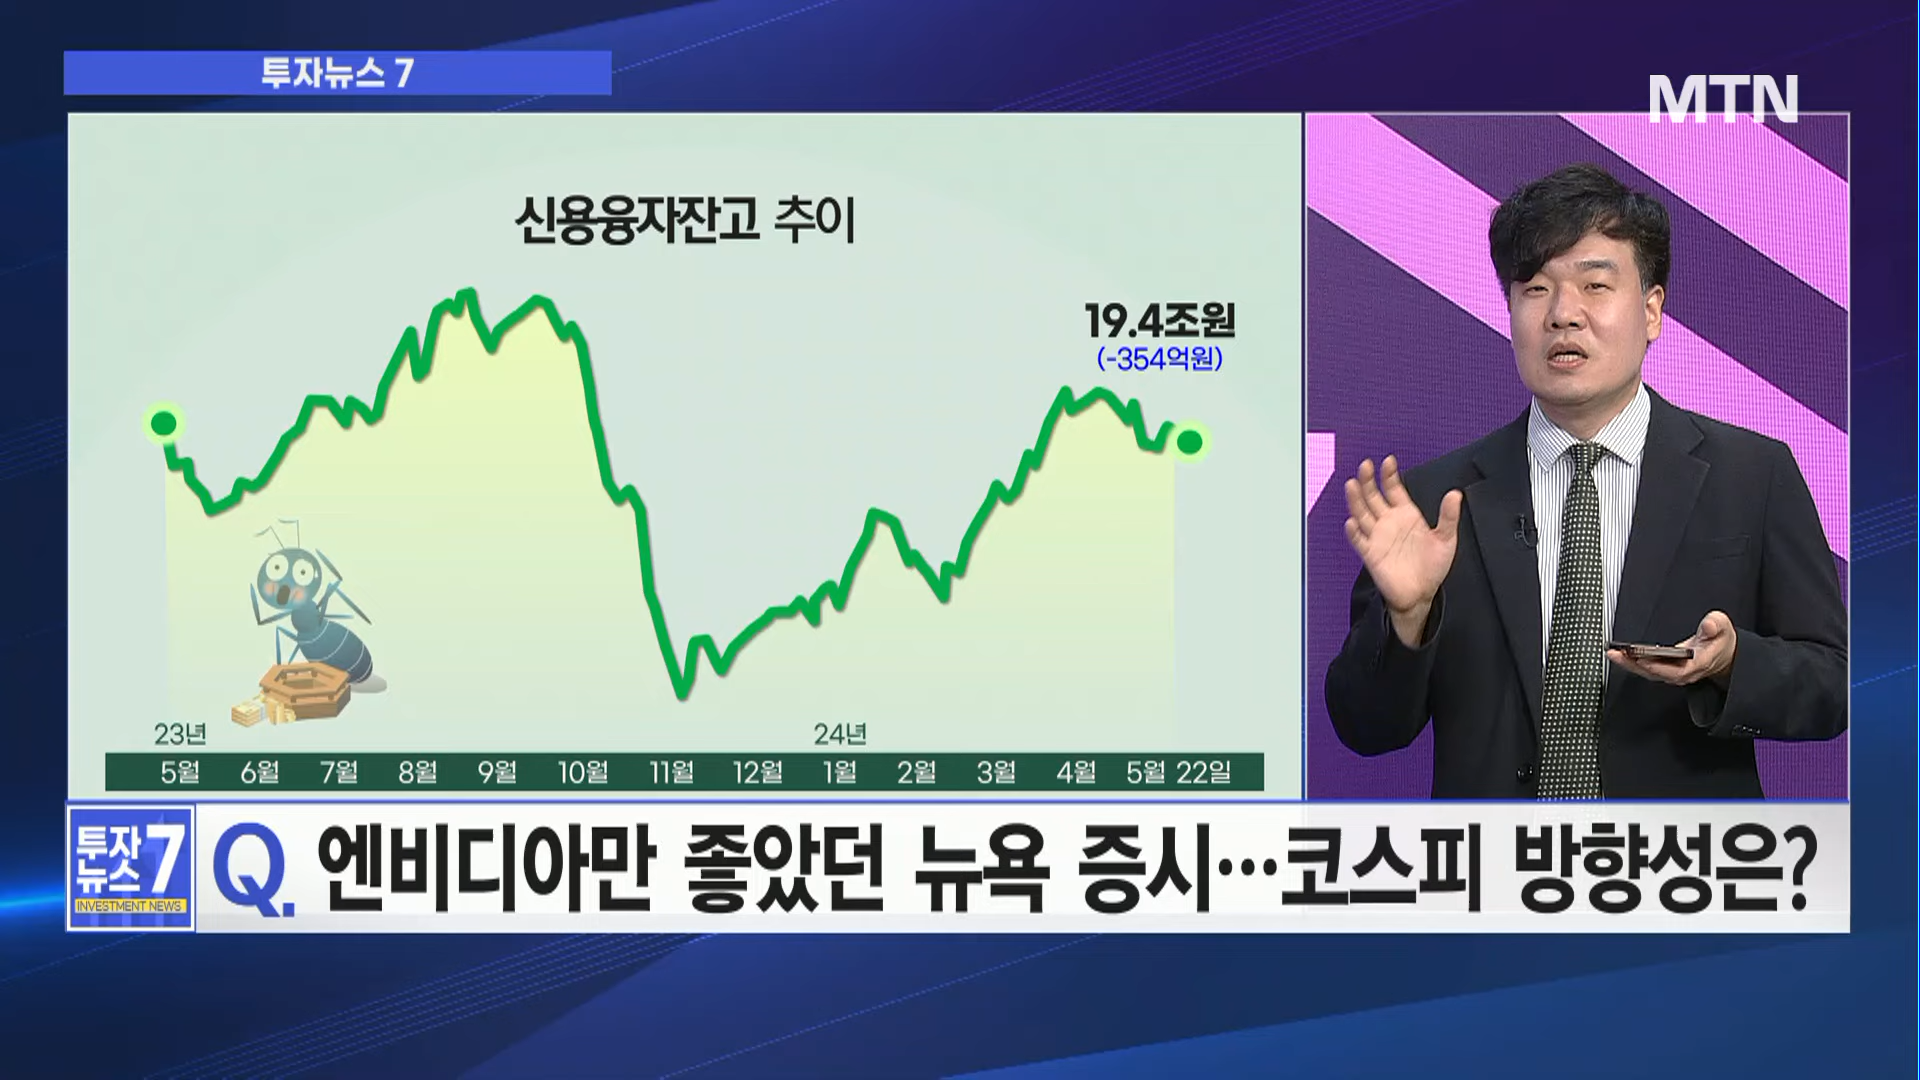 투자뉴스 7
MTN
신용융자잔고 추이
19.4조원
(-354억원)
23년
24년
5월 6월 7월 8월 9월 10월 11월 12월 1월 2월 3월 4월 5월 22일
투자
뉴스 7
INVESTMENT NEWS
Q. 엔비디아만 좋았던 뉴욕 증시…코스피 방향성은?